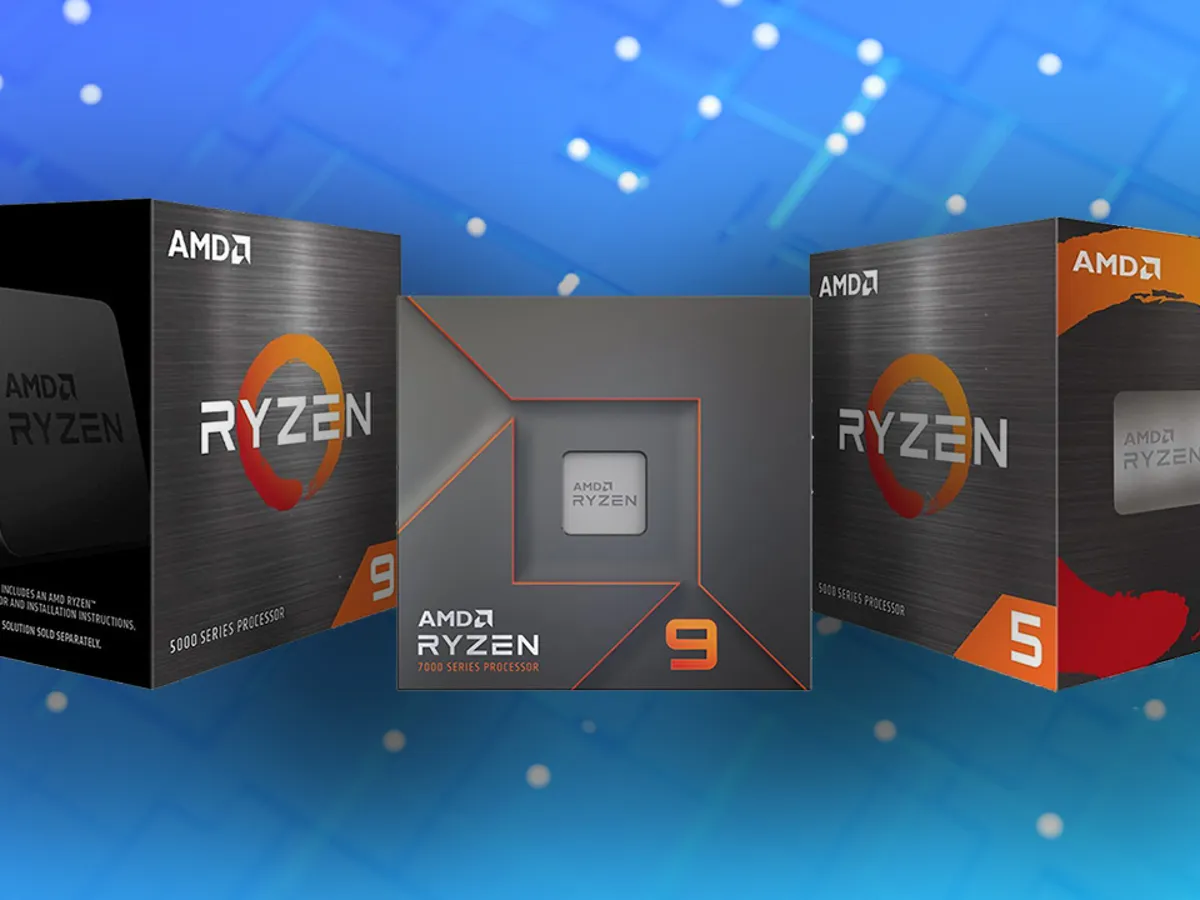 AMD
RYZEN
INCLUDES AN AMD RYZEN™
OR AND INSTALLATION INSTRUCTIONS.
SOLUTION SOLD SEPARATELY.
AMD
RYZEN
9
5000 SERIES PROCESSOR
AMD
RYZEN
AMD
RYZEN
7000 SERIES PROCESSOR
9
AMD
RYZEN
5000 SERIES PROCESSOR
5
AMD
AMD
RYZEN